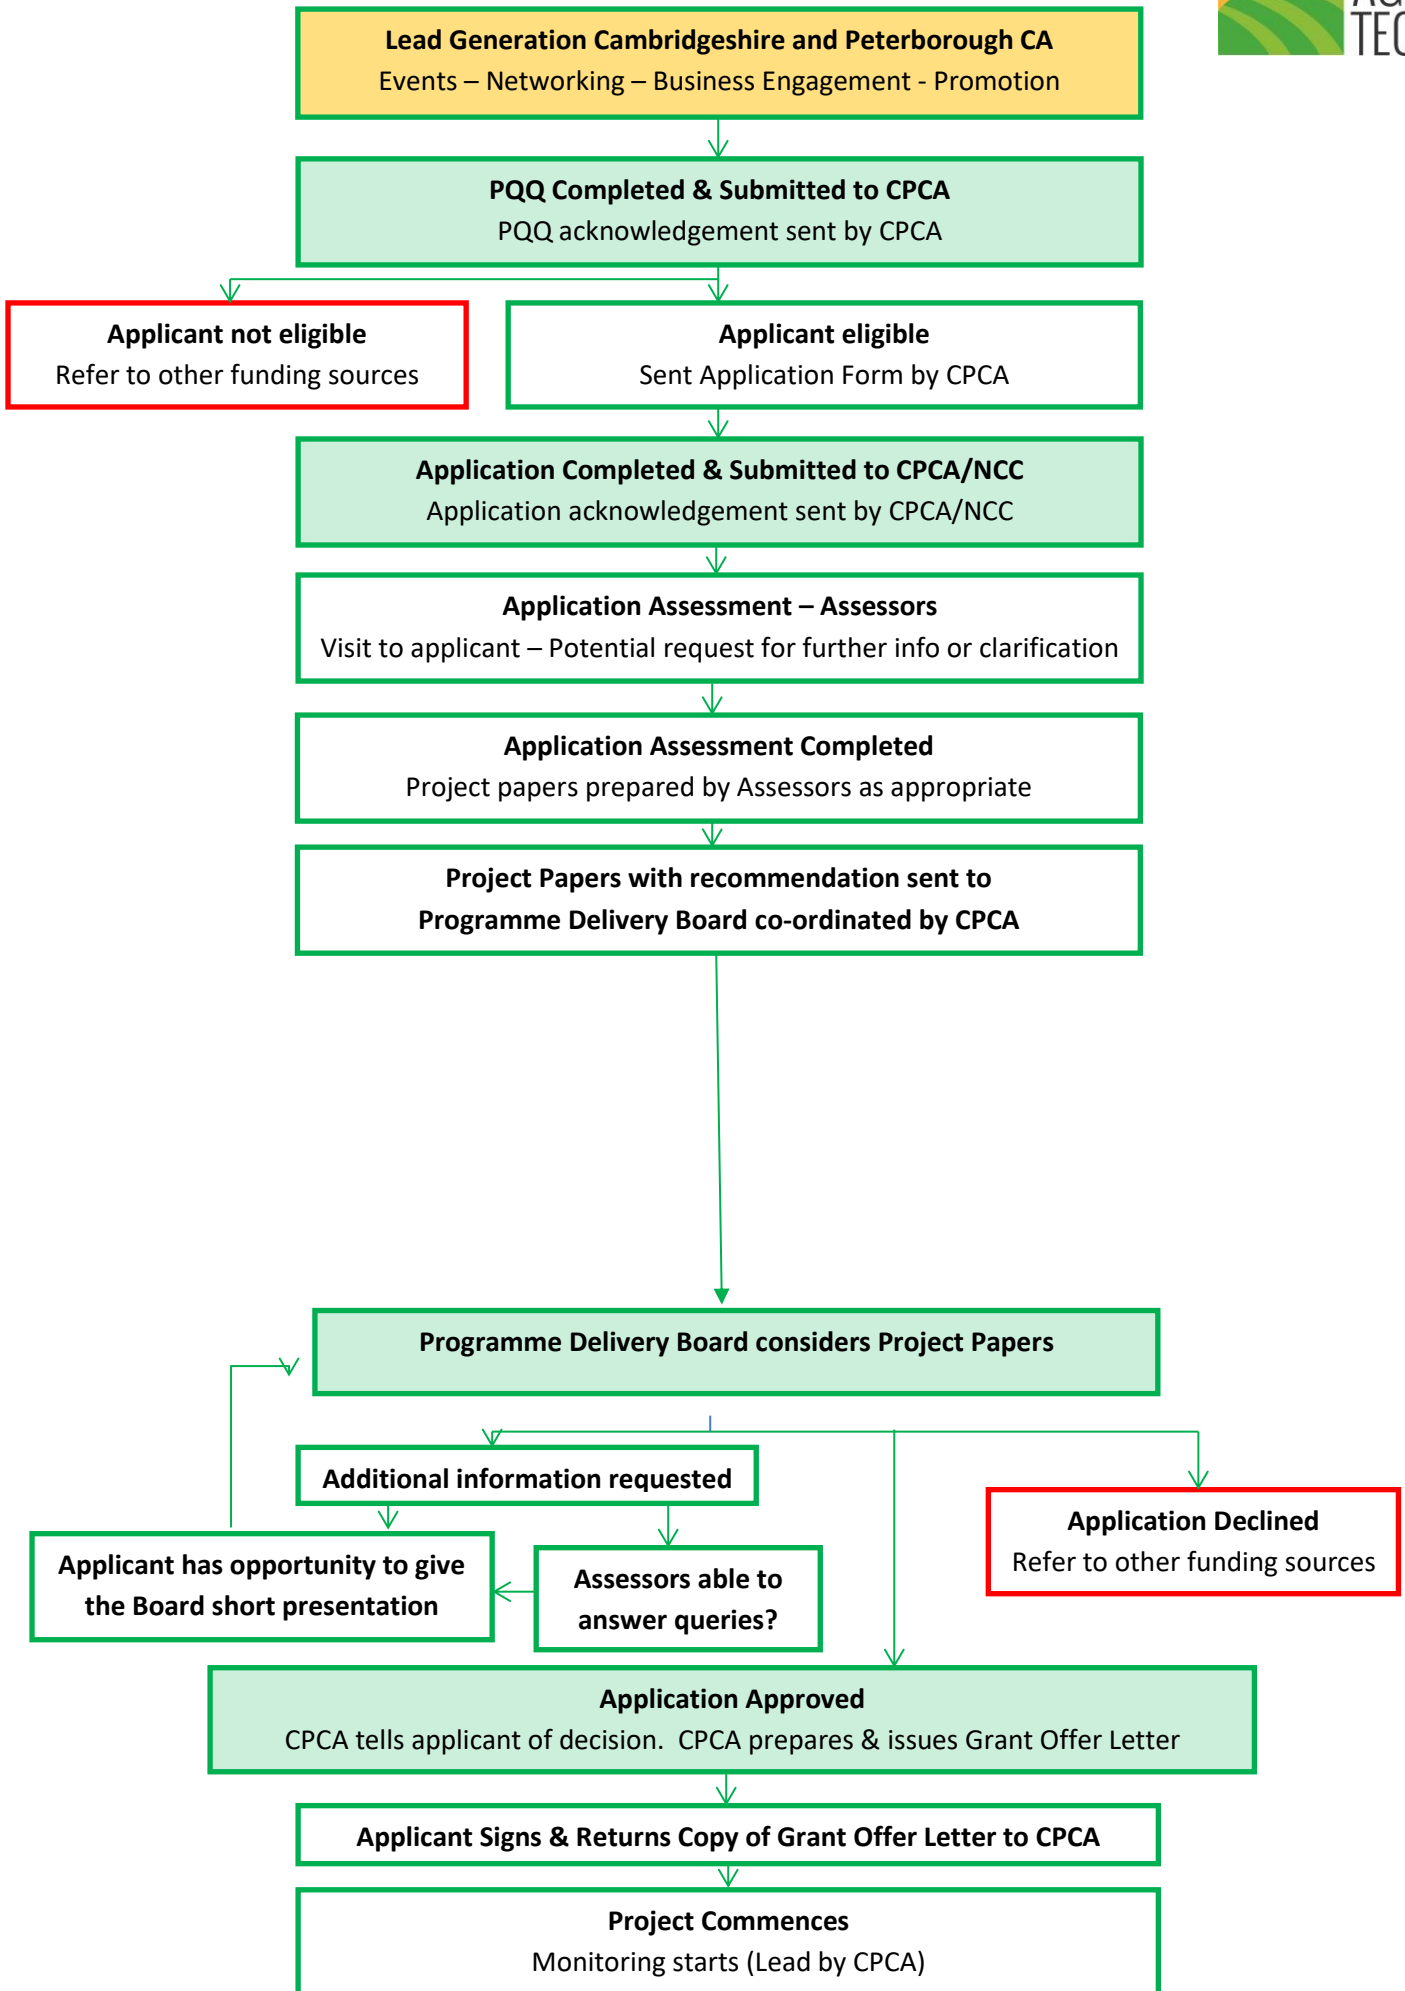 Lead Generation Cambridgeshire and Peterborough CA
Events – Networking – Business Engagement - Promotion
PQQ Completed & Submitted to CPCA
PQQ acknowledgement sent by CPCA
Applicant not eligible
Refer to other funding sources
Applicant eligible
Sent Application Form by CPCA
Application Completed & Submitted to CPCA/NCC
Application acknowledgement sent by CPCA/NCC
Application Assessment – Assessors
Visit to applicant – Potential request for further info or clarification
Application Assessment Completed
Project papers prepared by Assessors as appropriate
Project Papers with recommendation sent to
Programme Delivery Board co-ordinated by CPCA
Programme Delivery Board considers Project Papers
Additional information requested
Applicant has opportunity to give
the Board short presentation
Assessors able to
answer queries?
Application Declined
Refer to other funding sources
Application Approved
CPCA tells applicant of decision.  CPCA prepares & issues Grant Offer Letter
Applicant Signs & Returns Copy of Grant Offer Letter to CPCA
Project Commences
Monitoring starts (Lead by CPCA)